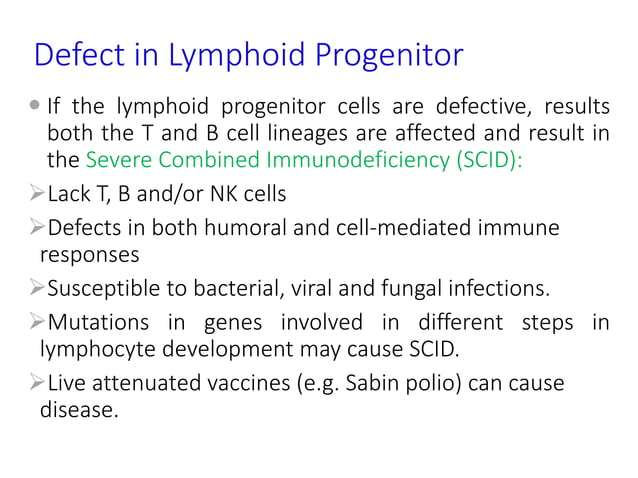 Defect in Lymphoid Progenitor
• If the lymphoid progenitor cells are defective, results
both the T and B cell lineages are affected and result in
the Severe Combined Immunodeficiency (SCID):
➢Lack T, B and/or NK cells
➢Defects in both humoral and cell-mediated immune
responses
➢Susceptible to bacterial, viral and fungal infections.
➢Mutations in genes involved in different steps in
lymphocyte development may cause SCID.
➢Live attenuated vaccines (e.g. Sabin polio) can cause
disease.